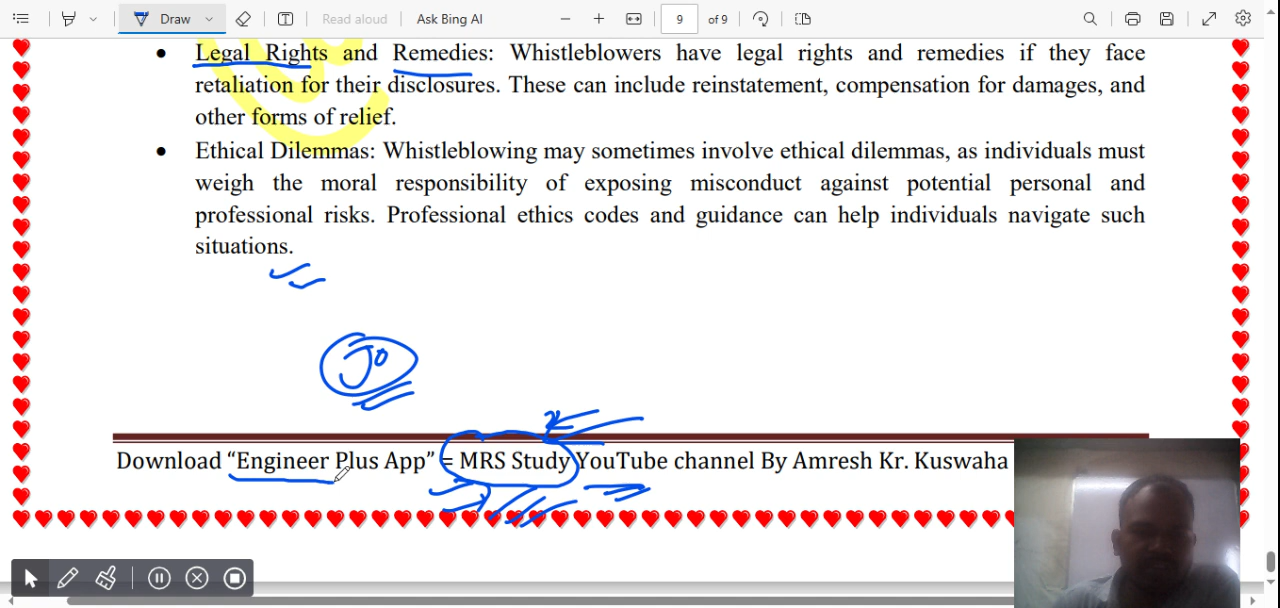 Draw
Read aloud
Ask Bing AI
9
of 9
• Legal Rights and Remedies: Whistleblowers have legal rights and remedies if they face
retaliation for their disclosures. These can include reinstatement, compensation for damages, and
other forms of relief.
• Ethical Dilemmas: Whistleblowing may sometimes involve ethical dilemmas, as individuals must
weigh the moral responsibility of exposing misconduct against potential personal and
professional risks. Professional ethics codes and guidance can help individuals navigate such
situations.
Download “Engineer Plus App” = MRS Study YouTube channel By Amresh Kr. Kuswaha